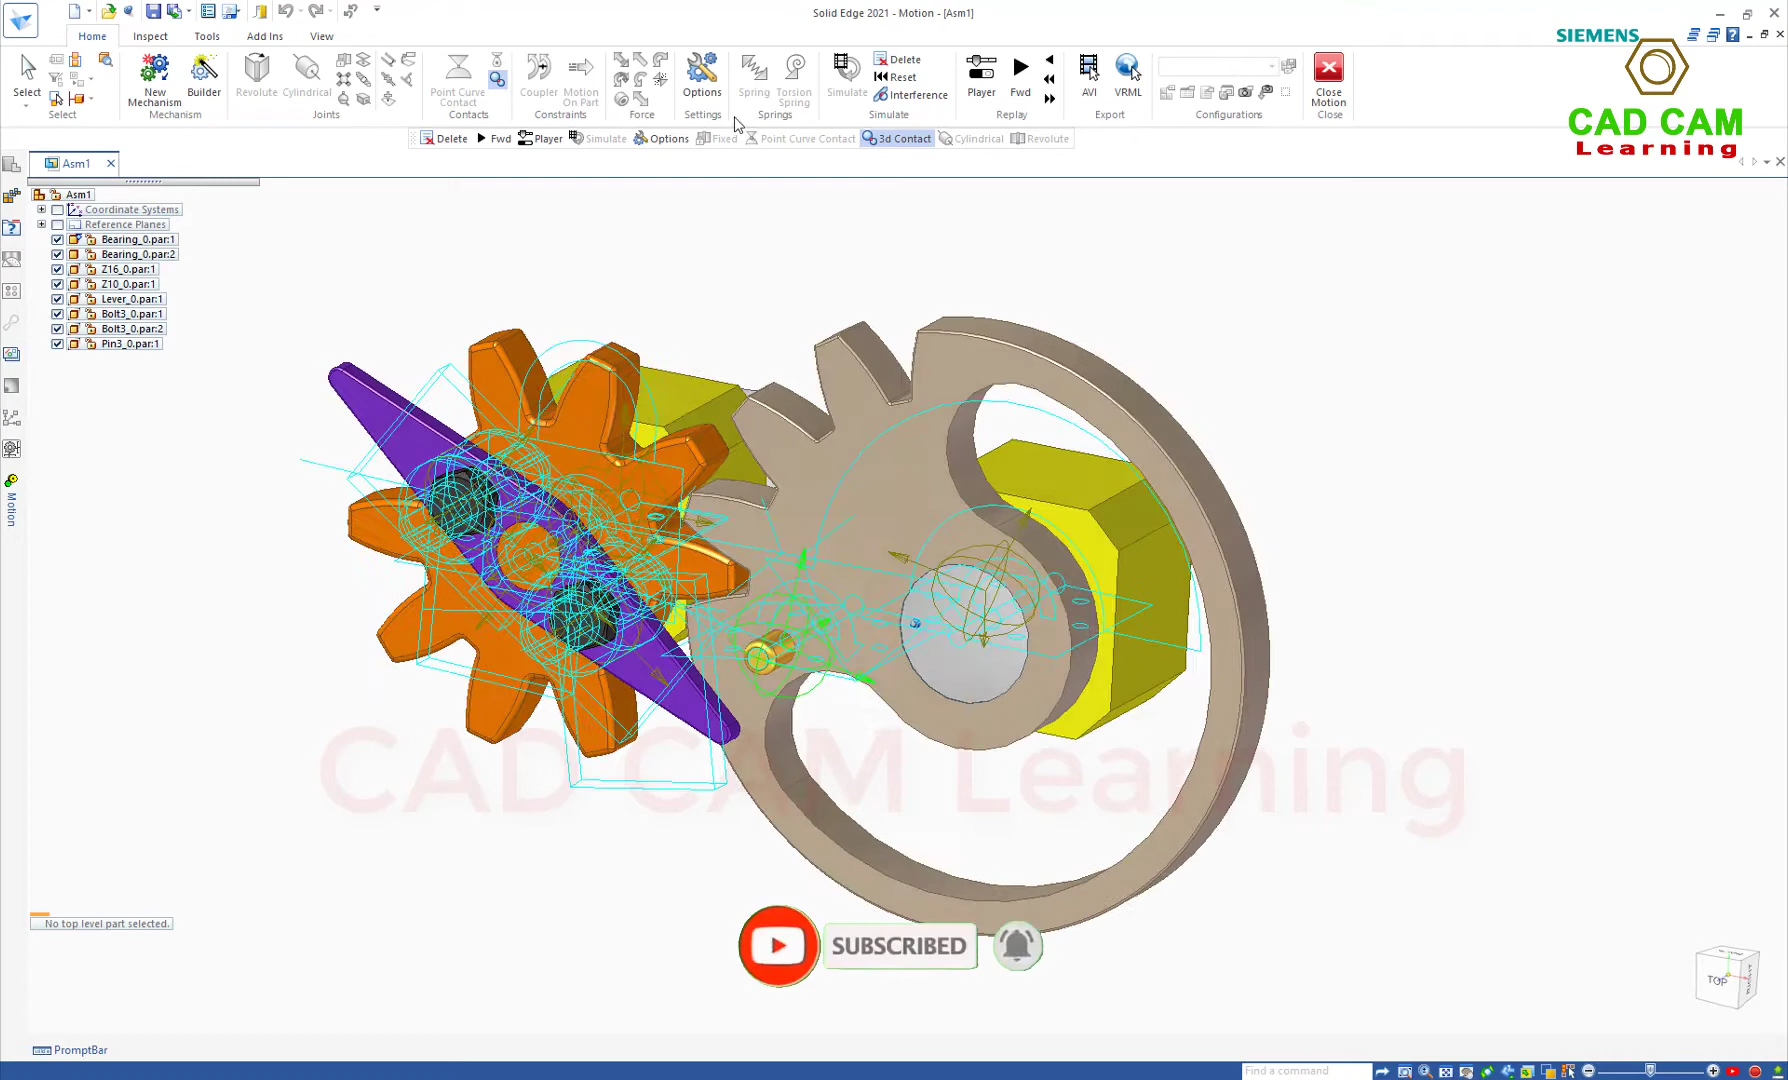 Solid Edge 2021 - Motion - [Asm1]
Home
Inspect
Tools
Add Ins
View
SIEMENS
Select
New Mechanism
Builder
Revolute
Cylindrical
Point Curve Contact
Coupler
Motion On Part
Options
Spring
Torsion Spring
Simulate
Delete
Reset
Interference
Player
Fwd
AVI
VRML
Close Motion
Select
Mechanism
Joints
Contacts
Constraints
Force
Settings
Springs
Simulate
Replay
Export
Configurations
Close
CAD CAM
Learning
Delete
Fwd
Player
Simulate
Options
Fixed
Point Curve Contact
3d Contact
Cylindrical
Revolute
Asm1
Asm1
Coordinate Systems
Reference Planes
Bearing_0.par:1
Bearing_0.par:2
Z16_0.par:1
Z10_0.par:1
Lever_0.par:1
Bolt3_0.par:1
Bolt3_0.par:2
Pin3_0.par:1
Motion
CAD CAM Learning
No top level part selected.
SUBSCRIBED
TOP
PromptBar
Find a command